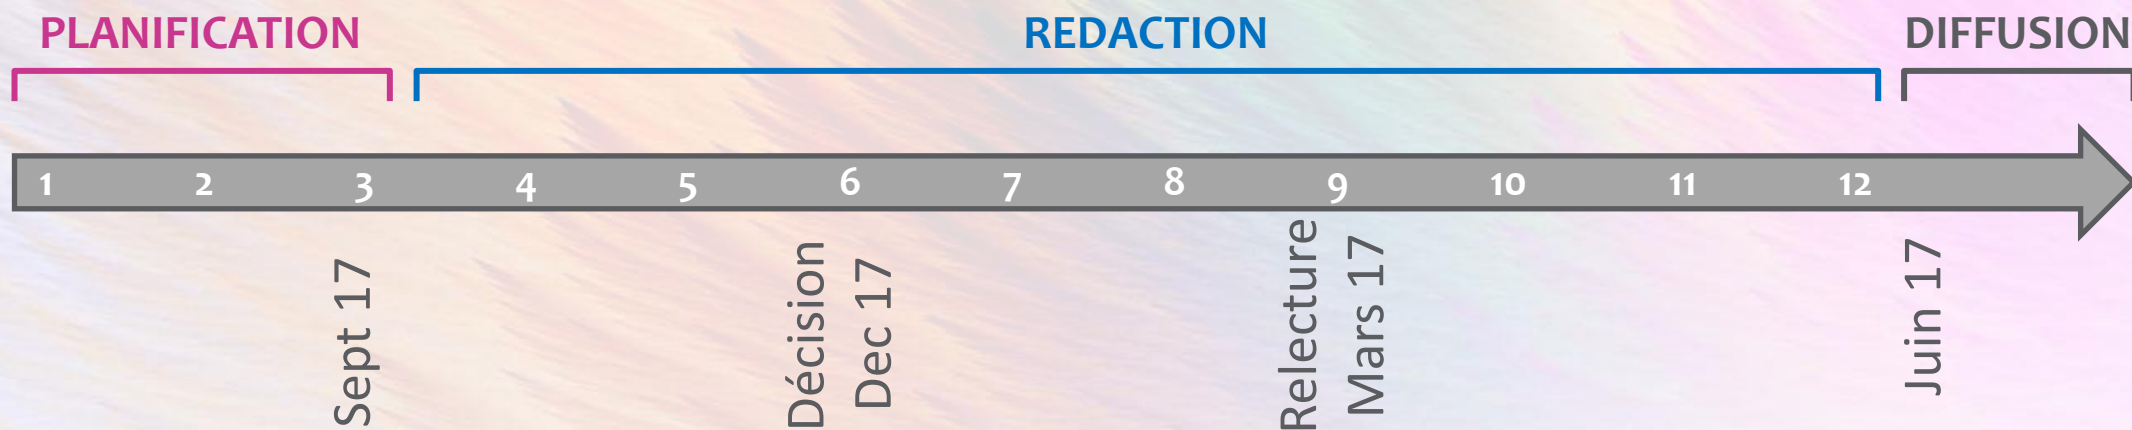 PLANIFICATION
REDACTION
DIFFUSION
1 2 3 4 5 6 7 8 9 10 11 12
Sept 17
Décision
Dec 17
Relecture
Mars 17
Juin 17